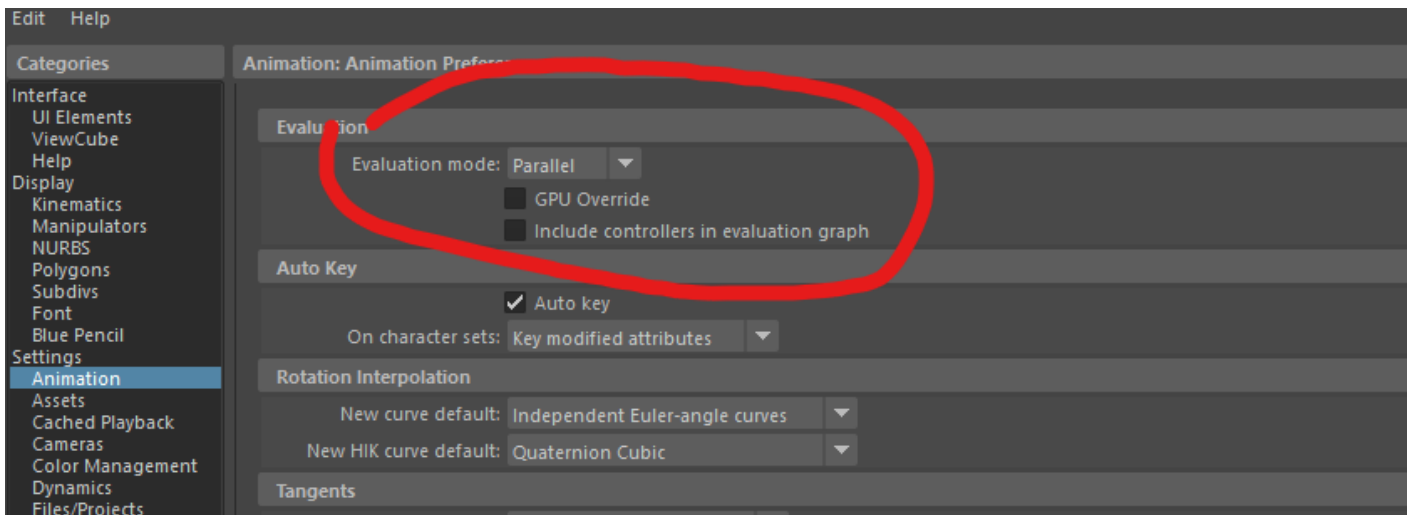 Edit Help
Categories
Interface
UI Elements
ViewCube
Help
Display
Kinematics
Manipulators
NURBS
Polygons
Subdivs
Font
Blue Pencil
Settings
Animation
Assets
Cached Playback
Cameras
Color Management
Dynamics
Files/Projects
Animation: Animation
Evaluation
Evaluation mode: Parallel
GPU Override
Include controllers in evaluation graph
Auto Key
Auto key
On character sets: Key modified attributes
Rotation Interpolation
New curve default: Independent Euler-angle curves
New HIK curve default: Quaternion Cubic
Tangents